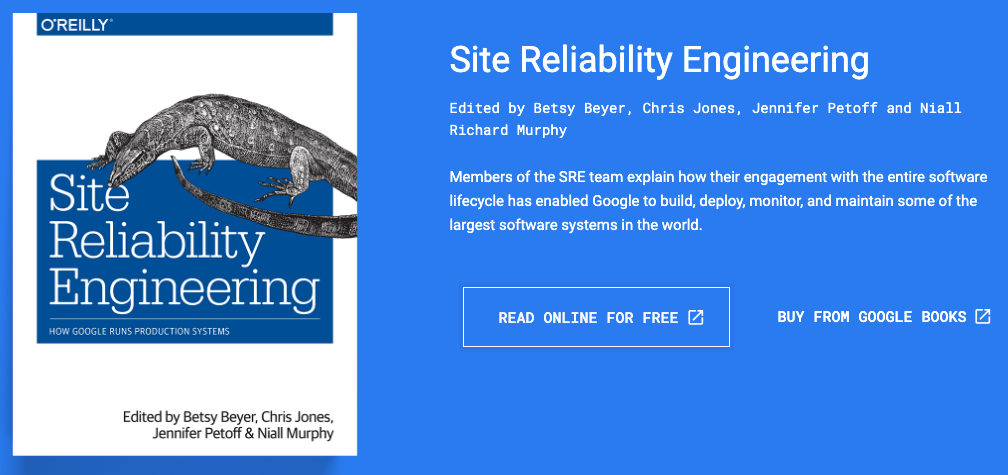 O'REILLY®
Site
Reliability
Engineering
HOW GOOGLE RUNS PRODUCTION SYSTEMS
Edited by Betsy Beyer, Chris Jones,
Jennifer Petoff & Niall Murphy
Site Reliability Engineering
Edited by Betsy Beyer, Chris Jones, Jennifer Petoff and Niall
Richard Murphy
Members of the SRE team explain how their engagement with the entire software
lifecycle has enabled Google to build, deploy, monitor, and maintain some of the
largest software systems in the world.
READ ONLINE FOR FREE
BUY FROM GOOGLE BOOKS